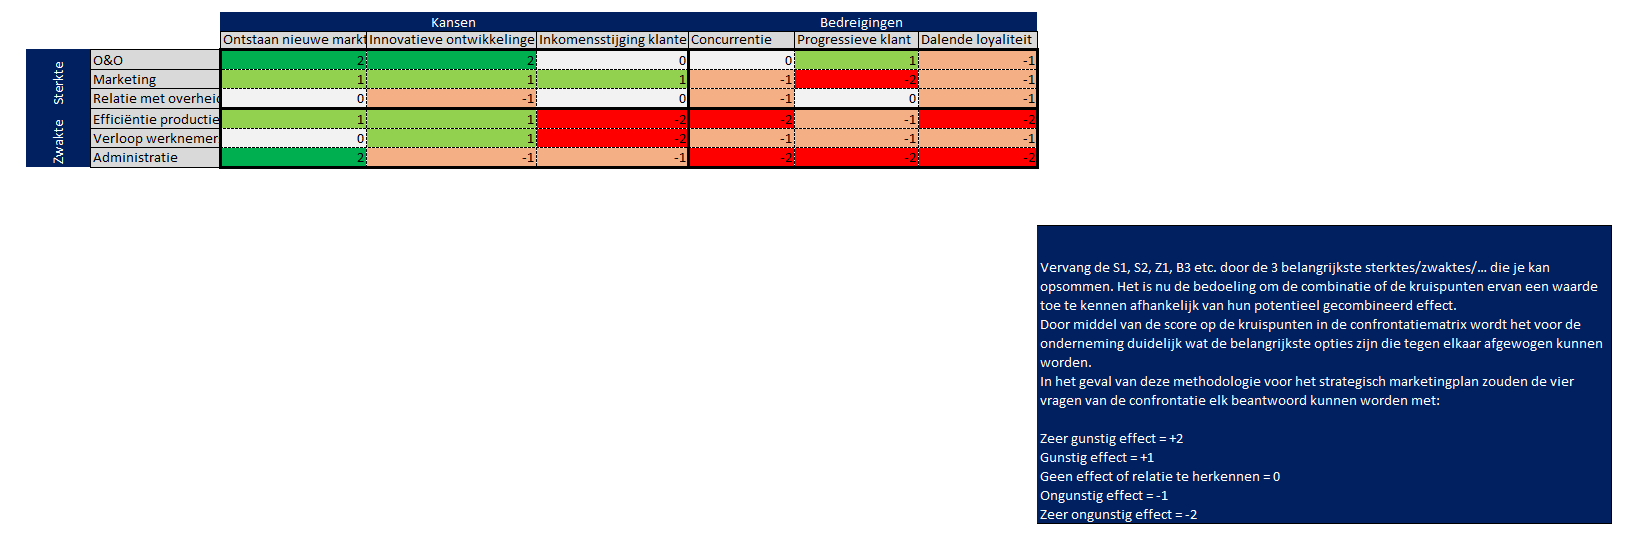 Kansen Bedreigingen
Ontstaan nieuwe markt Innovatieve ontwikkelinge Inkomensstijging klante Concurrentie Progressieve klant Dalende loyaliteit
Sterkte
O&O 2 2 0 0 1 -1
Marketing 1 1 1 -1 -2 -1
Relatie met overheid 0 -1 0 -1 0 -1
Zwakte
Efficiëntie productie 1 1 -2 -2 -1 -2
Verloop werknemer 0 1 -2 -1 -1 -1
Administratie 2 -1 -1 -2 -2 -2
Vervang de S1, S2, Z1, B3 etc. door de 3 belangrijkste sterktes/zwaktes/... die je kan
opsommen. Het is nu de bedoeling om de combinatie of de kruispunten ervan een waarde
toe te kennen afhankelijk van hun potentieel gecombineerd effect.
Door middel van de score op de kruispunten in de confrontatiematrix wordt het voor de
onderneming duidelijk wat de belangrijkste opties zijn die tegen elkaar afgewogen kunnen
worden.
In het geval van deze methodologie voor het strategisch marketingplan zouden de vier
vragen van de confrontatie elk beantwoord kunnen worden met:
Zeer gunstig effect = +2
Gunstig effect = +1
Geen effect of relatie te herkennen = 0
Ongunstig effect = -1
Zeer ongunstig effect = -2